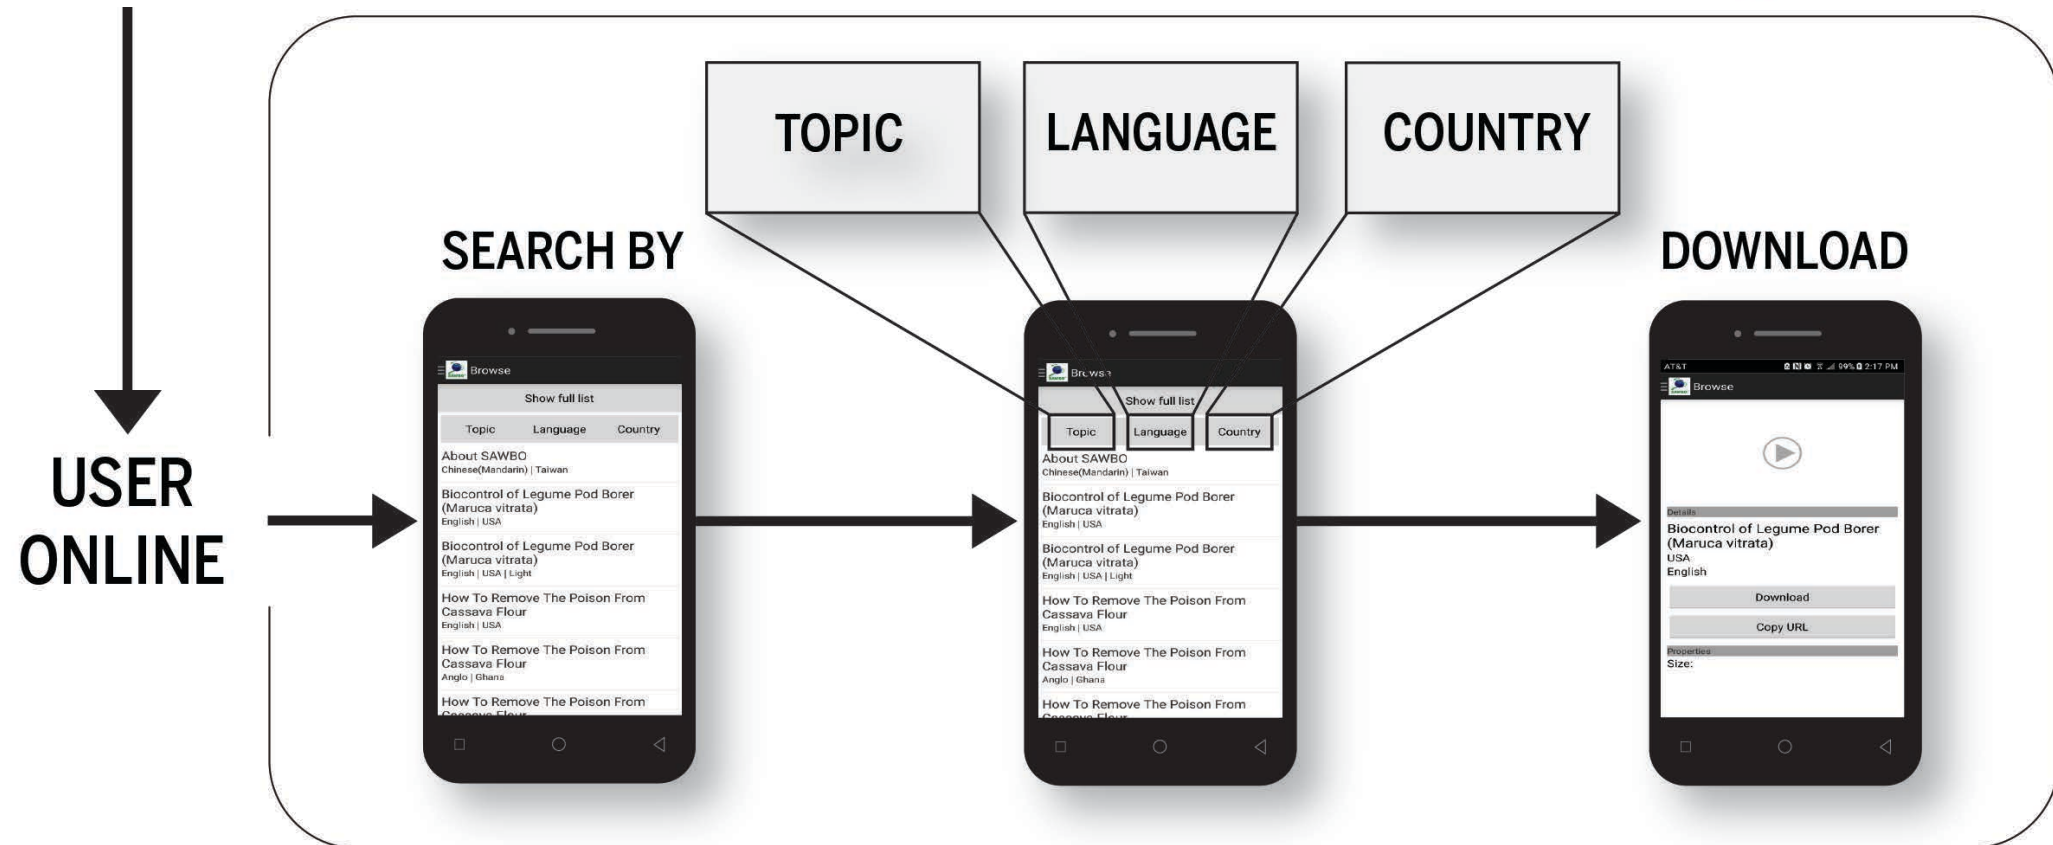 TOPIC
LANGUAGE
COUNTRY
SEARCH BY
DOWNLOAD
USER
ONLINE
Browse
Show full list
Topic Language Country
About SAWBO
Chinese(Mandarin) | Taiwan
Biocontrol of Legume Pod Borer
(Maruca vitrata)
English | USA
Biocontrol of Legume Pod Borer
(Maruca vitrata)
English | USA | Light
How To Remove The Poison From
Cassava Flour
English | USA
How To Remove The Poison From
Cassava Flour
Anglo | Ghana
How To Remove The Poison From
Cassava Flour
Browse
Show full list
Topic Language Country
About SAWBO
Chinese(Mandarin) | Taiwan
Biocontrol of Legume Pod Borer
(Maruca vitrata)
English | USA
Biocontrol of Legume Pod Borer
(Maruca vitrata)
English | USA | Light
How To Remove The Poison From
Cassava Flour
English | USA
How To Remove The Poison From
Cassava Flour
Anglo | Ghana
How To Remove The Poison From
Cassava Flour
AT&T 99% 2:17 PM
Browse
Details
Biocontrol of Legume Pod Borer
(Maruca vitrata)
USA
English
Download
Copy URL
Properties
Size: